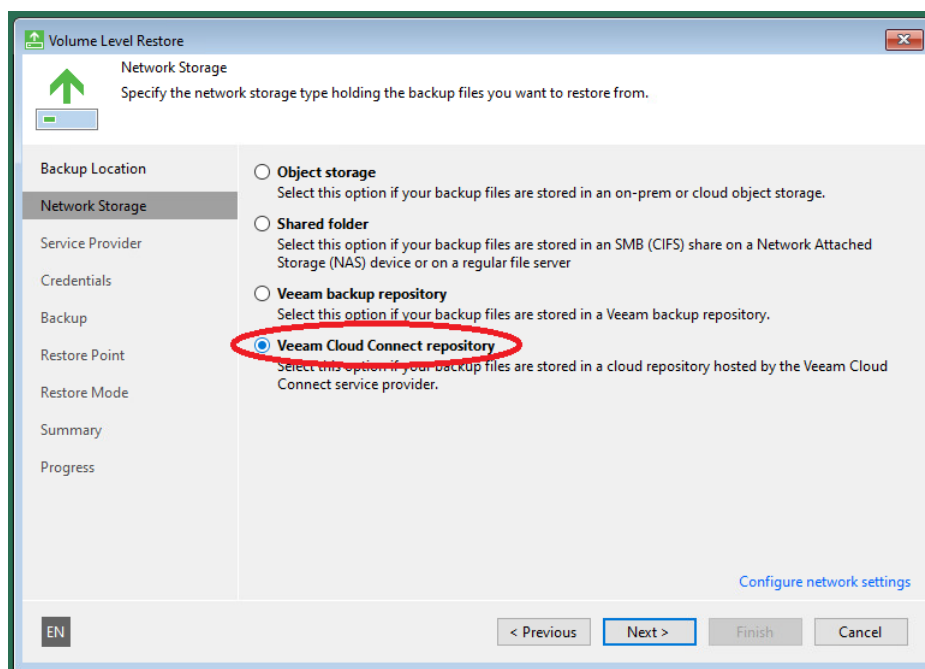 Volume Level Restore
Network Storage
Specify the network storage type holding the backup files you want to restore from.
Backup Location
Network Storage
Service Provider
Credentials
Backup
Restore Point
Restore Mode
Summary
Progress
Object storage
Select this option if your backup files are stored in an on-prem or cloud object storage.
Shared folder
Select this option if your backup files are stored in an SMB (CIFS) share on a Network Attached
Storage (NAS) device or on a regular file server
Veeam backup repository
Select this option if your backup files are stored in a Veeam backup repository.
Veeam Cloud Connect repository
Select this option if your backup files are stored in a cloud repository hosted by the Veeam Cloud
Connect service provider.
Configure network settings
EN
< Previous
Next >
Finish
Cancel